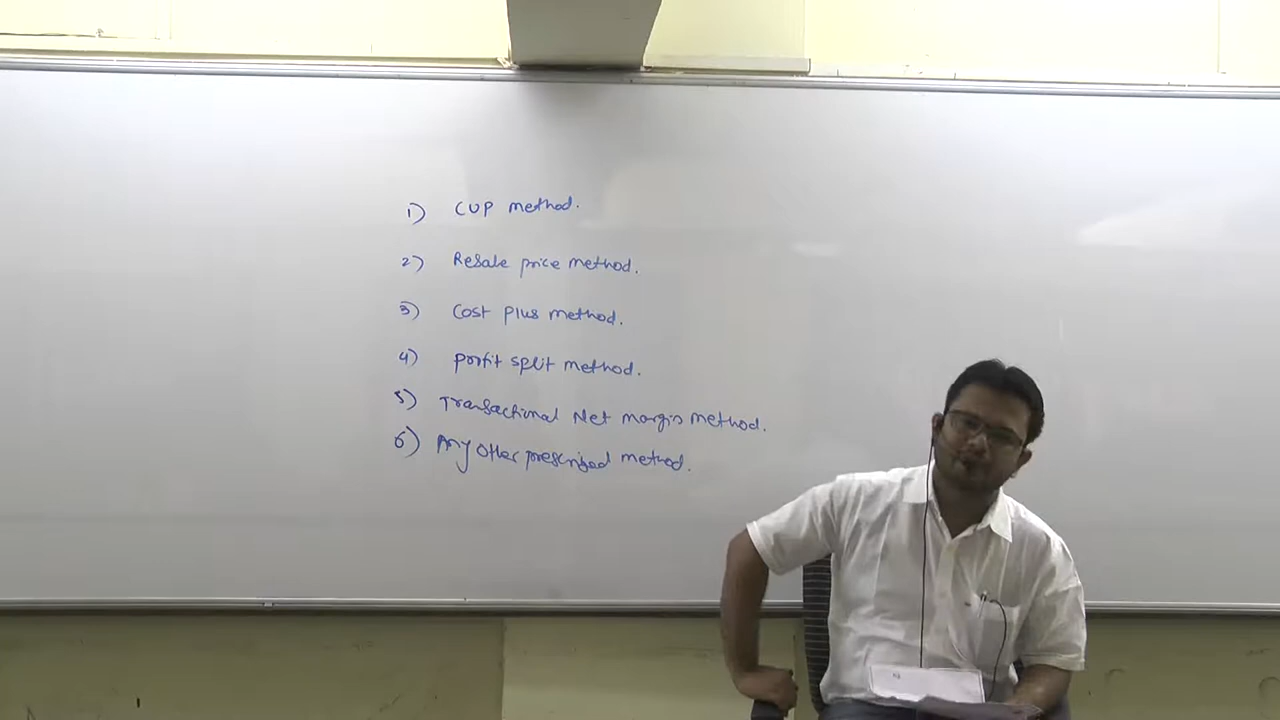 1) CUP method.
2) Resale price method.
3) Cost plus method.
4) profit split method.
5) Transactional Net margin method.
6) Any other prescribed method.